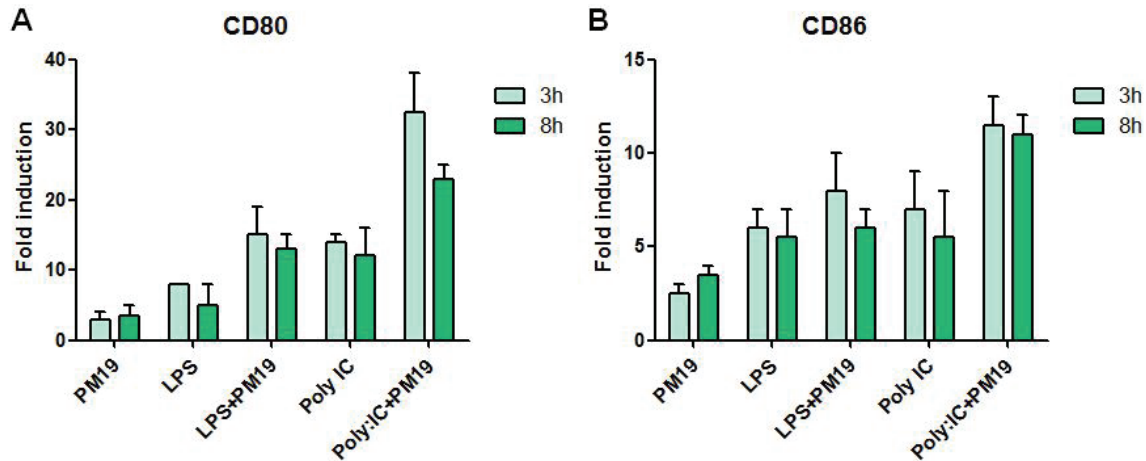 A
CD80
Fold induction
40
30
20
10
0
PM19
LPS
LPS+PM19
Poly IC
Poly:IC+PM19
3h
8h
B
CD86
Fold induction
15
10
5
0
PM19
LPS
LPS+PM19
Poly IC
Poly:IC+PM19
3h
8h